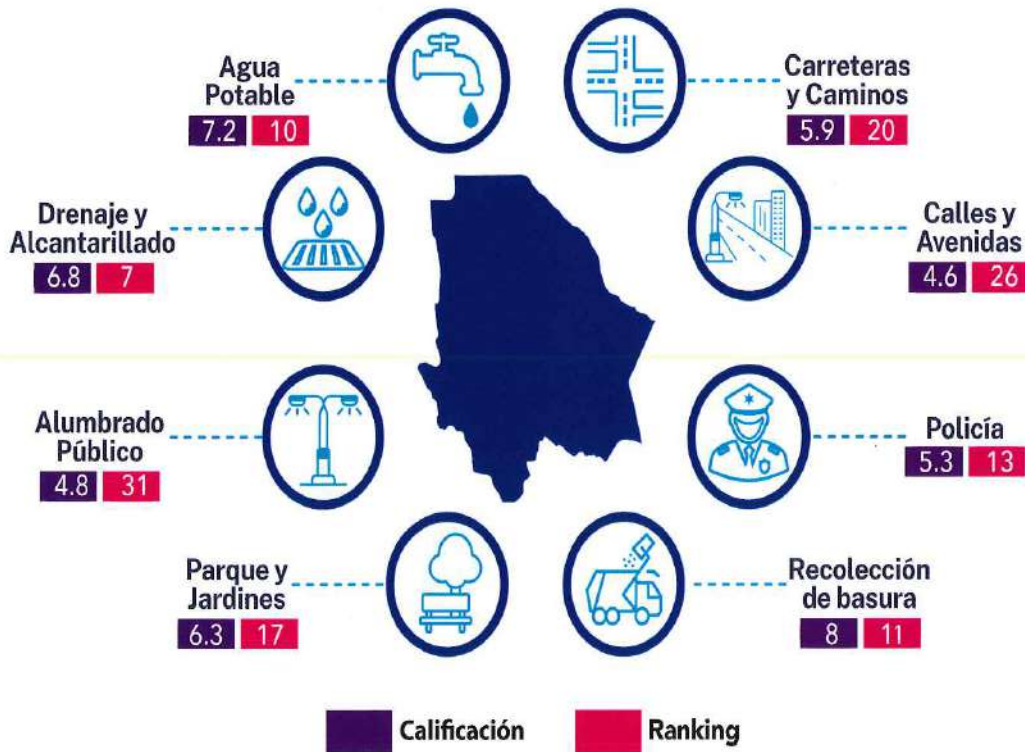 Agua
Potable
7.2 10
Carreteras
y Caminos
5.9 20
Drenaje y
Alcantarillado
6.8 7
Calles y
Avenidas
4.6 26
Alumbrado
Público
4.8 31
Policía
5.3 13
Parque y
Jardines
6.3 17
Recolección
de basura
8 11
Calificación
Ranking